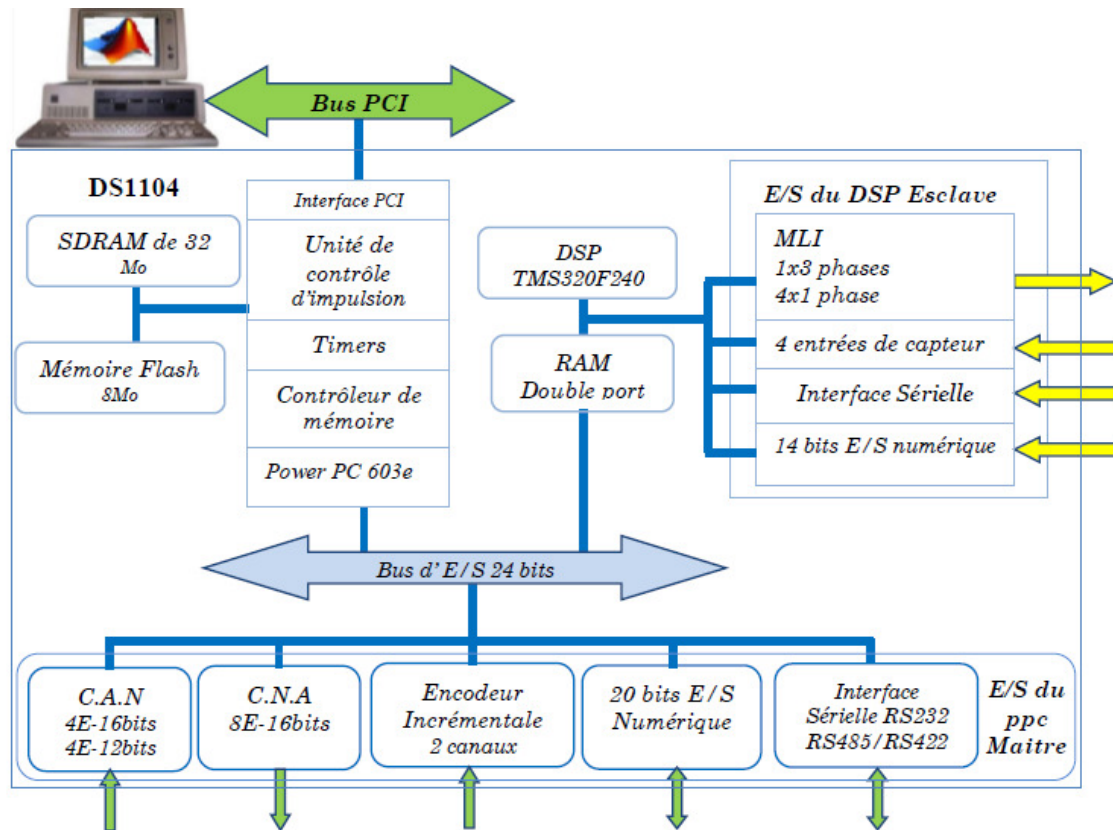 Bus PCI
DS1104
SDRAM de 32
Mo
Mémoire Flash
8Mo
Interface PCI
Unité de
contrôle
d'impulsion
Timers
Contrôleur de
mémoire
Power PC 603e
DSP
TMS320F240
RAM
Double port
E/S du DSP Esclave
MLI
1x3 phases
4x1 phase
4 entrées de capteur
Interface Sérielle
14 bits E/S numérique
Bus d' E/S 24 bits
C.A.N
4E-16bits
4E-12bits
C.N.A
8E-16bits
Encodeur
Incrémentale
2 canaux
20 bits E/S
Numérique
Interface
Sérielle RS232
RS485/RS422
E/S du
ppc
Maitre